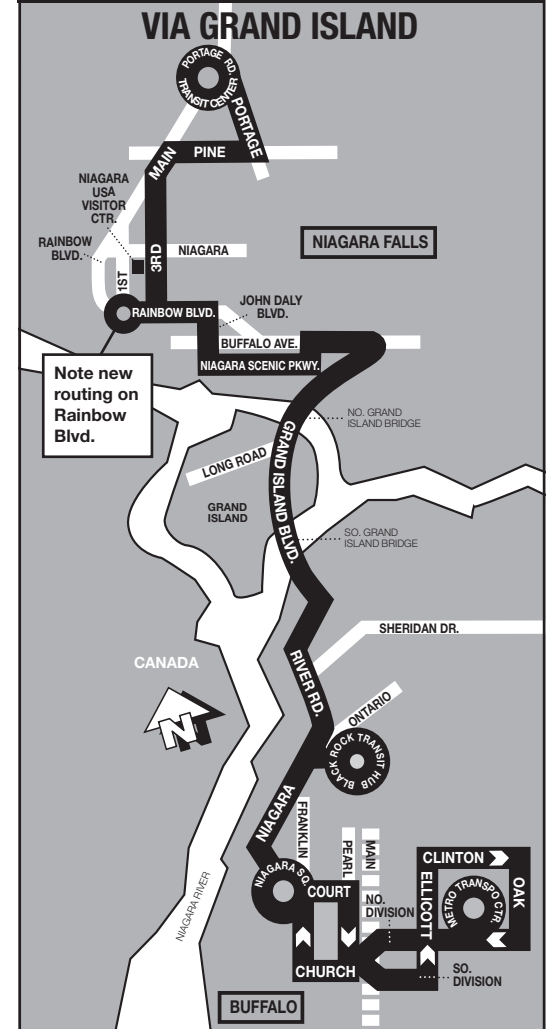 VIA GRAND ISLAND
PORTAGE RD.
TRANSIT CENTER
PORTAGE
PINE
MAIN
NIAGARA
USA
VISITOR
CTR.
RAINBOW
BLVD.
1ST
3RD
NIAGARA
NIAGARA FALLS
RAINBOW BLVD.
JOHN DALY
BLVD.
BUFFALO AVE.
NIAGARA SCENIC PKWY.
Note new
routing on
Rainbow
Blvd.
NO. GRAND
ISLAND BRIDGE
GRAND ISLAND BLVD.
LONG ROAD
GRAND
ISLAND
SO. GRAND
ISLAND BRIDGE
SHERIDAN DR.
CANADA
N
RIVER RD.
ONTARIO
BLACK ROCK TRANSIT HUB
NIAGARA
NIAGARA RIVER
FRANKLIN
PEARL
MAIN
NIAGARA SQ.
COURT
CHURCH
NO.
DIVISION
CLINTON
ELLICOTT
OAK
METRO TRANSPO CTR.
SO.
DIVISION
BUFFALO